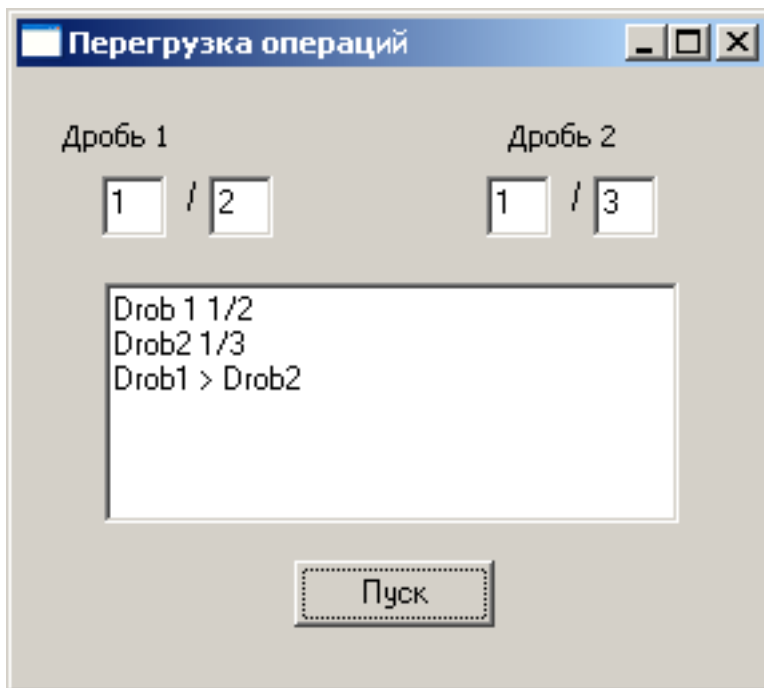 Перегрузка операций
Дробь 1 Дробь 2
1 / 2 1 / 3
Drob 1 1/2
Drob2 1/3
Drob1 > Drob2
Пуск